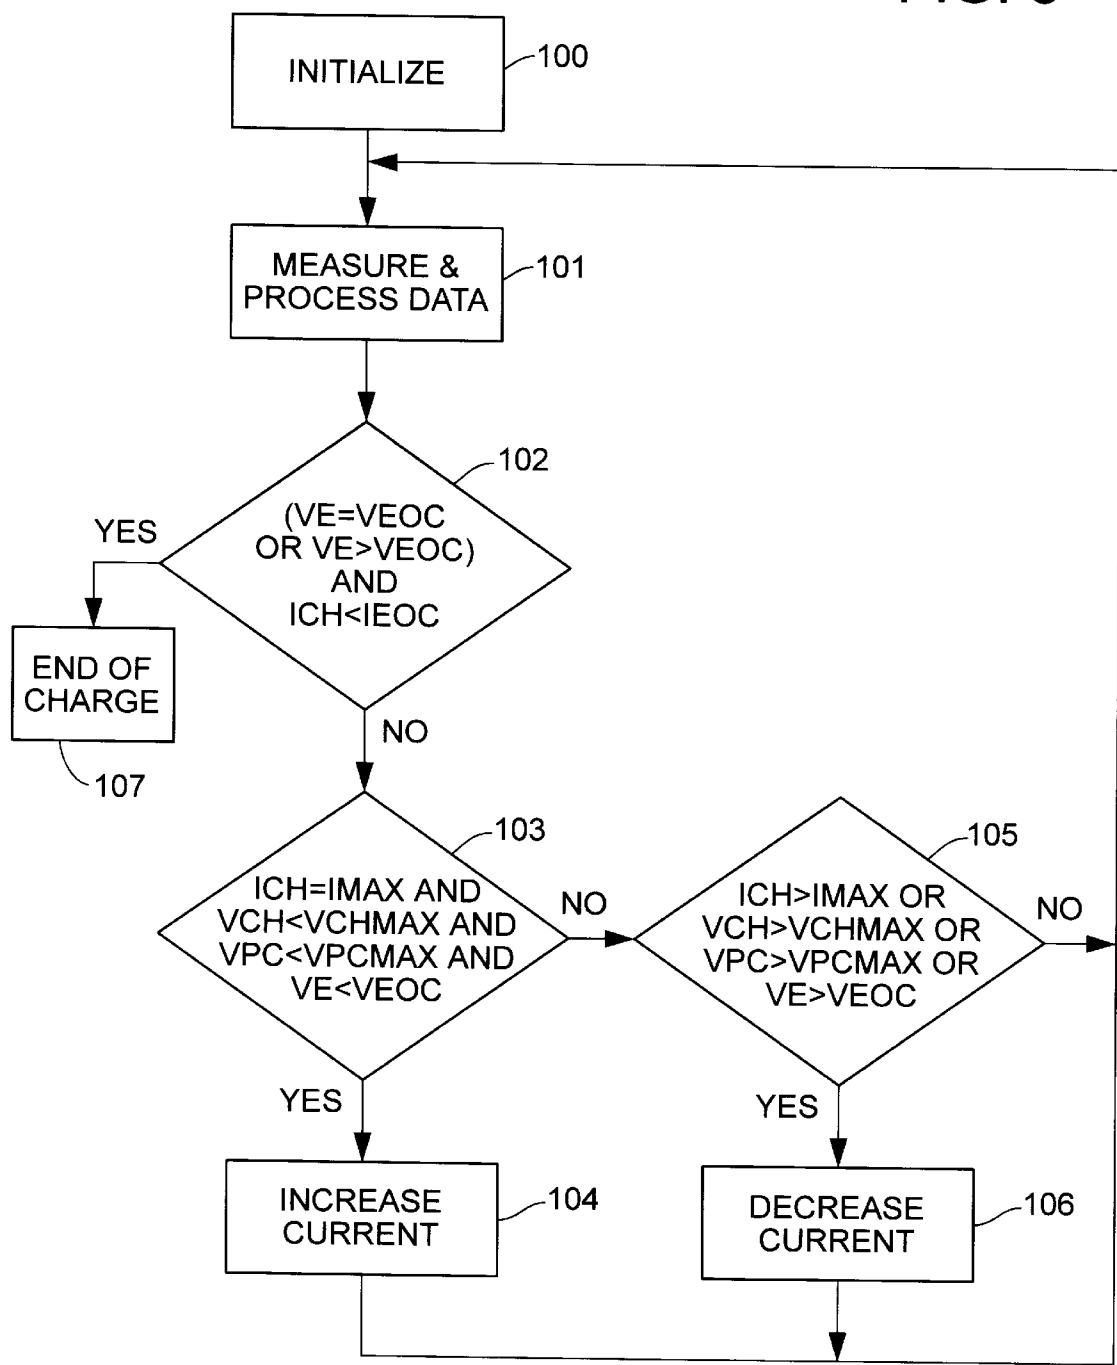 INITIALIZE
100
MEASURE &
PROCESS DATA
101
102
(VE=VEOC
OR VE>VEOC)
AND
ICH<IEOC
YES
END OF
CHARGE
107
NO
103
ICH=IMAX AND
VCH<VCHMAX AND
VPC<VPCMAX AND
VE<VEOC
NO
105
ICH>IMAX OR
VCH>VCHMAX OR
VPC>VPCMAX OR
VE>VEOC
NO
YES
INCREASE
CURRENT
104
YES
DECREASE
CURRENT
106